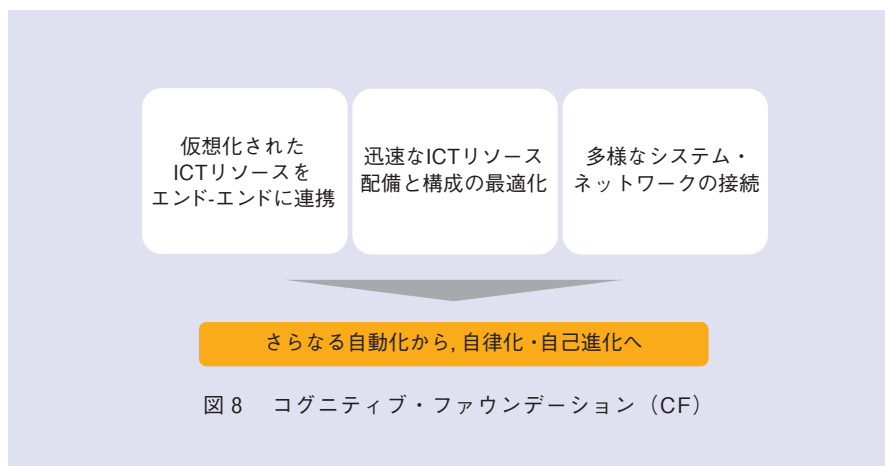 仮想化された
ICTリソースを
エンド-エンドに連携
迅速なICTリソース
配備と構成の最適化
多様なシステム・
ネットワークの接続
さらなる自動化から,自律化・自己進化へ
図8 コグニティブ・ファウンデーション（CF）